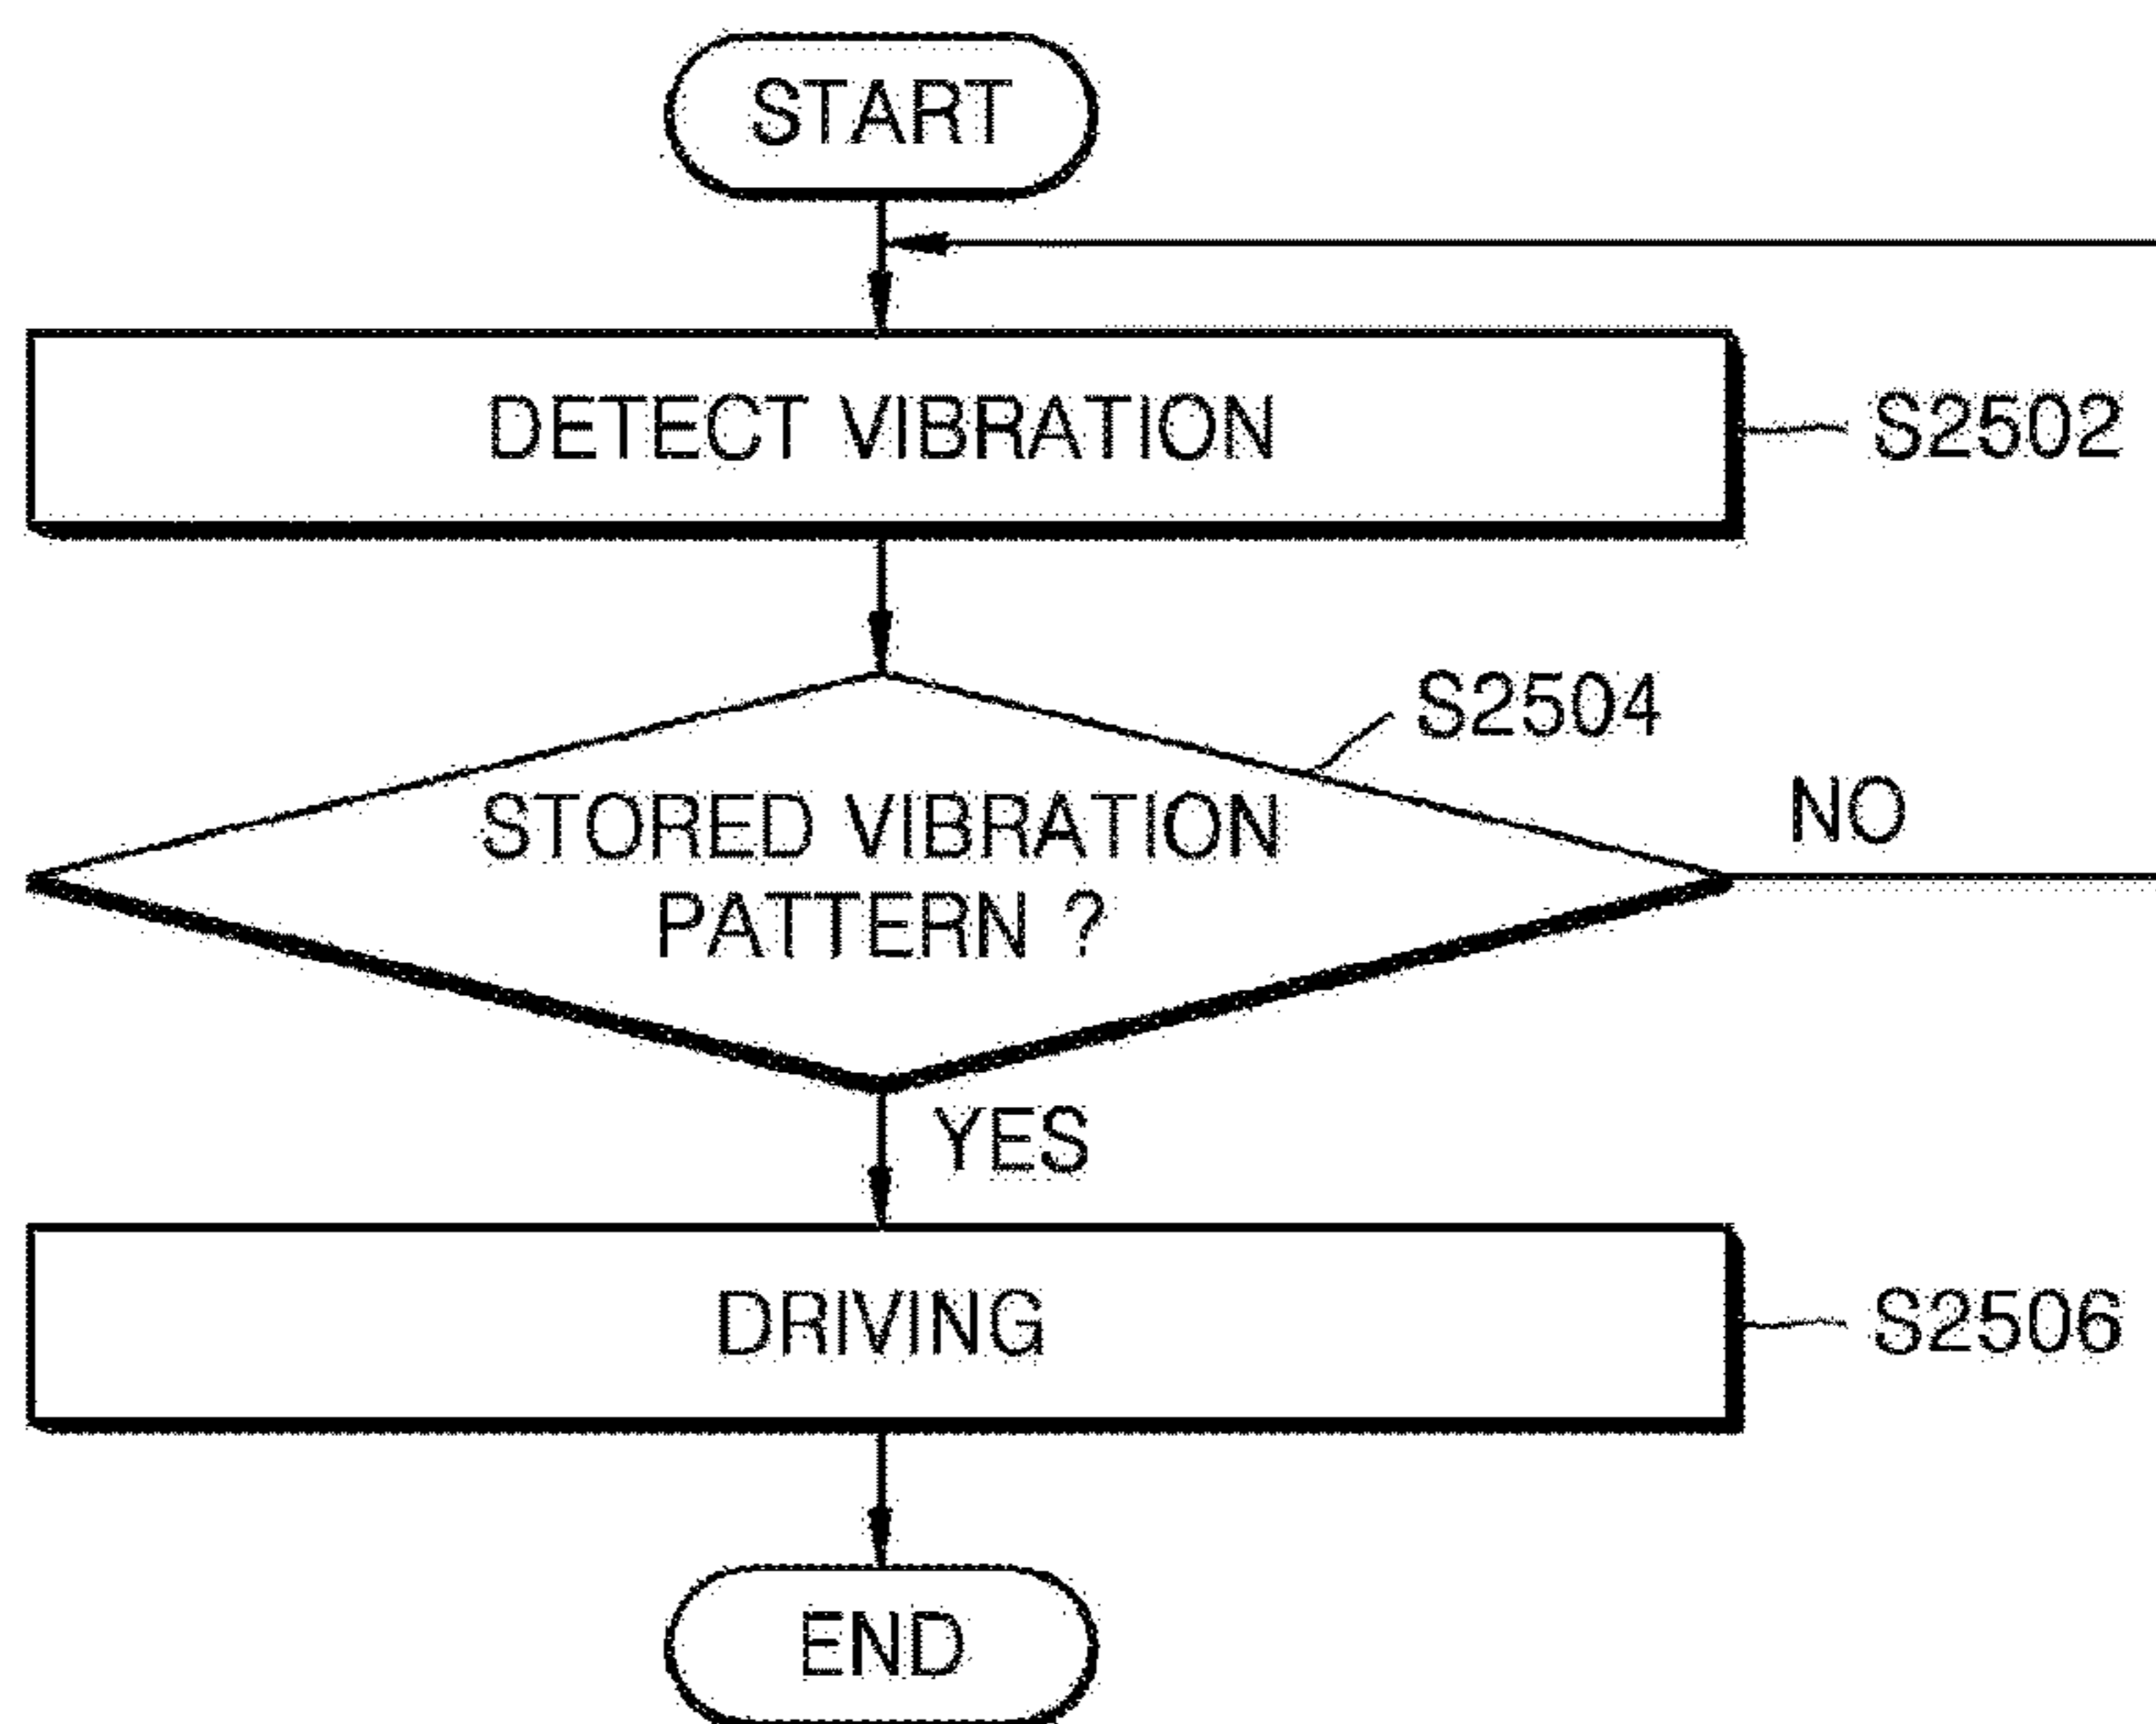 START
DETECT VIBRATION
S2502
S2504
STORED VIBRATION
PATTERN ?
NO
YES
DRIVING
S2506
END